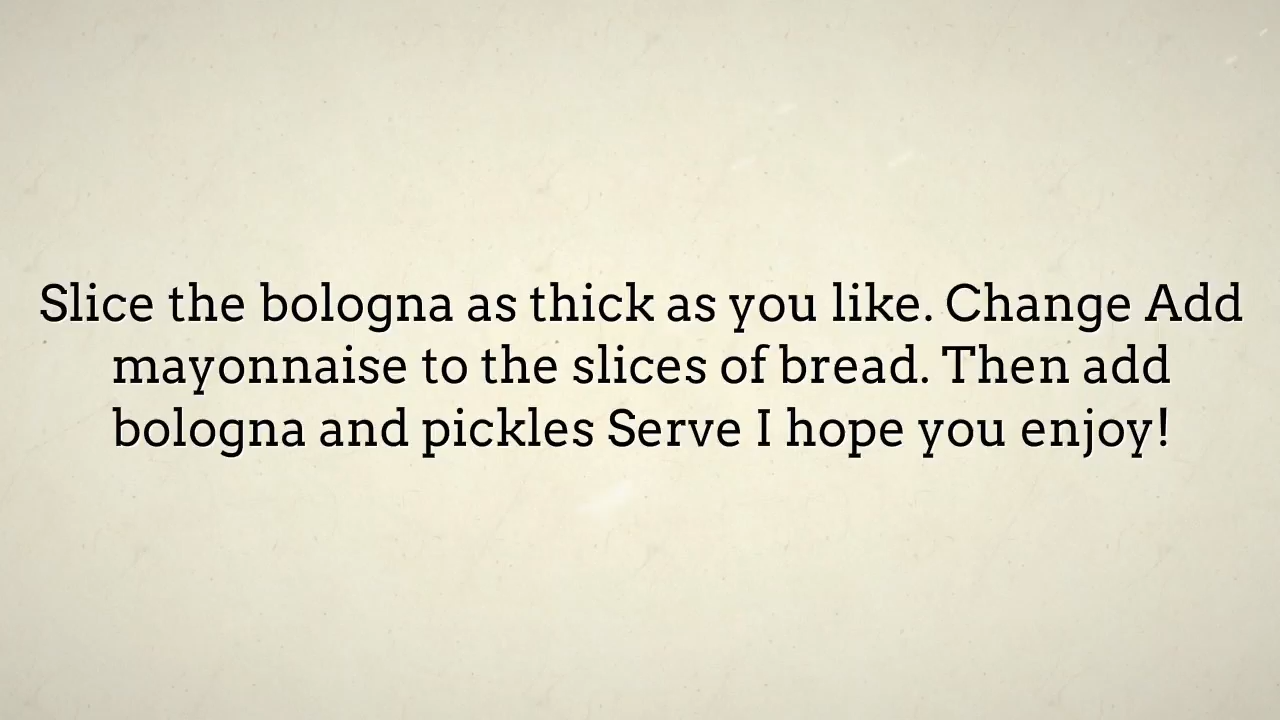 Slice the bologna as thick as you like. Change Add
mayonnaise to the slices of bread. Then add
bologna and pickles Serve I hope you enjoy!